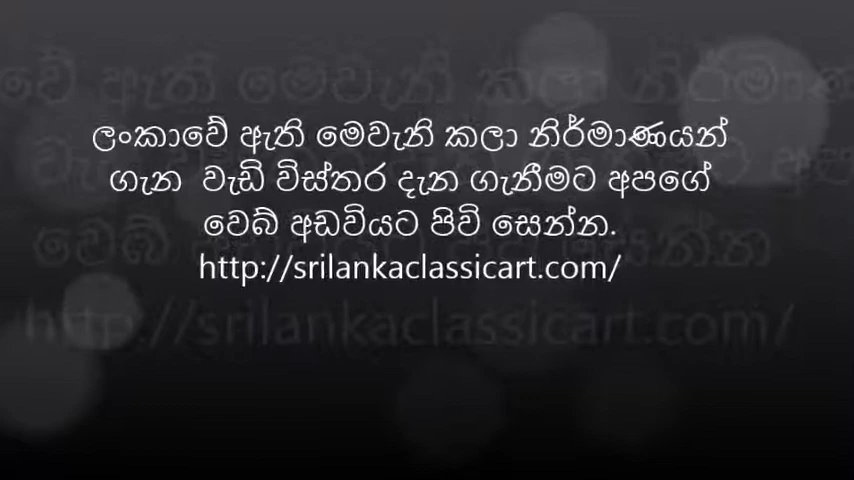 ලංකාවේ ඇති මෙවැනි කලා නිර්මාණයන්
ගැන වැඩි විස්තර දැන ගැනීමට අපගේ
වෙබ් අඩවියට පිවි සෙන්න.
http://srilankaclassicart.com/